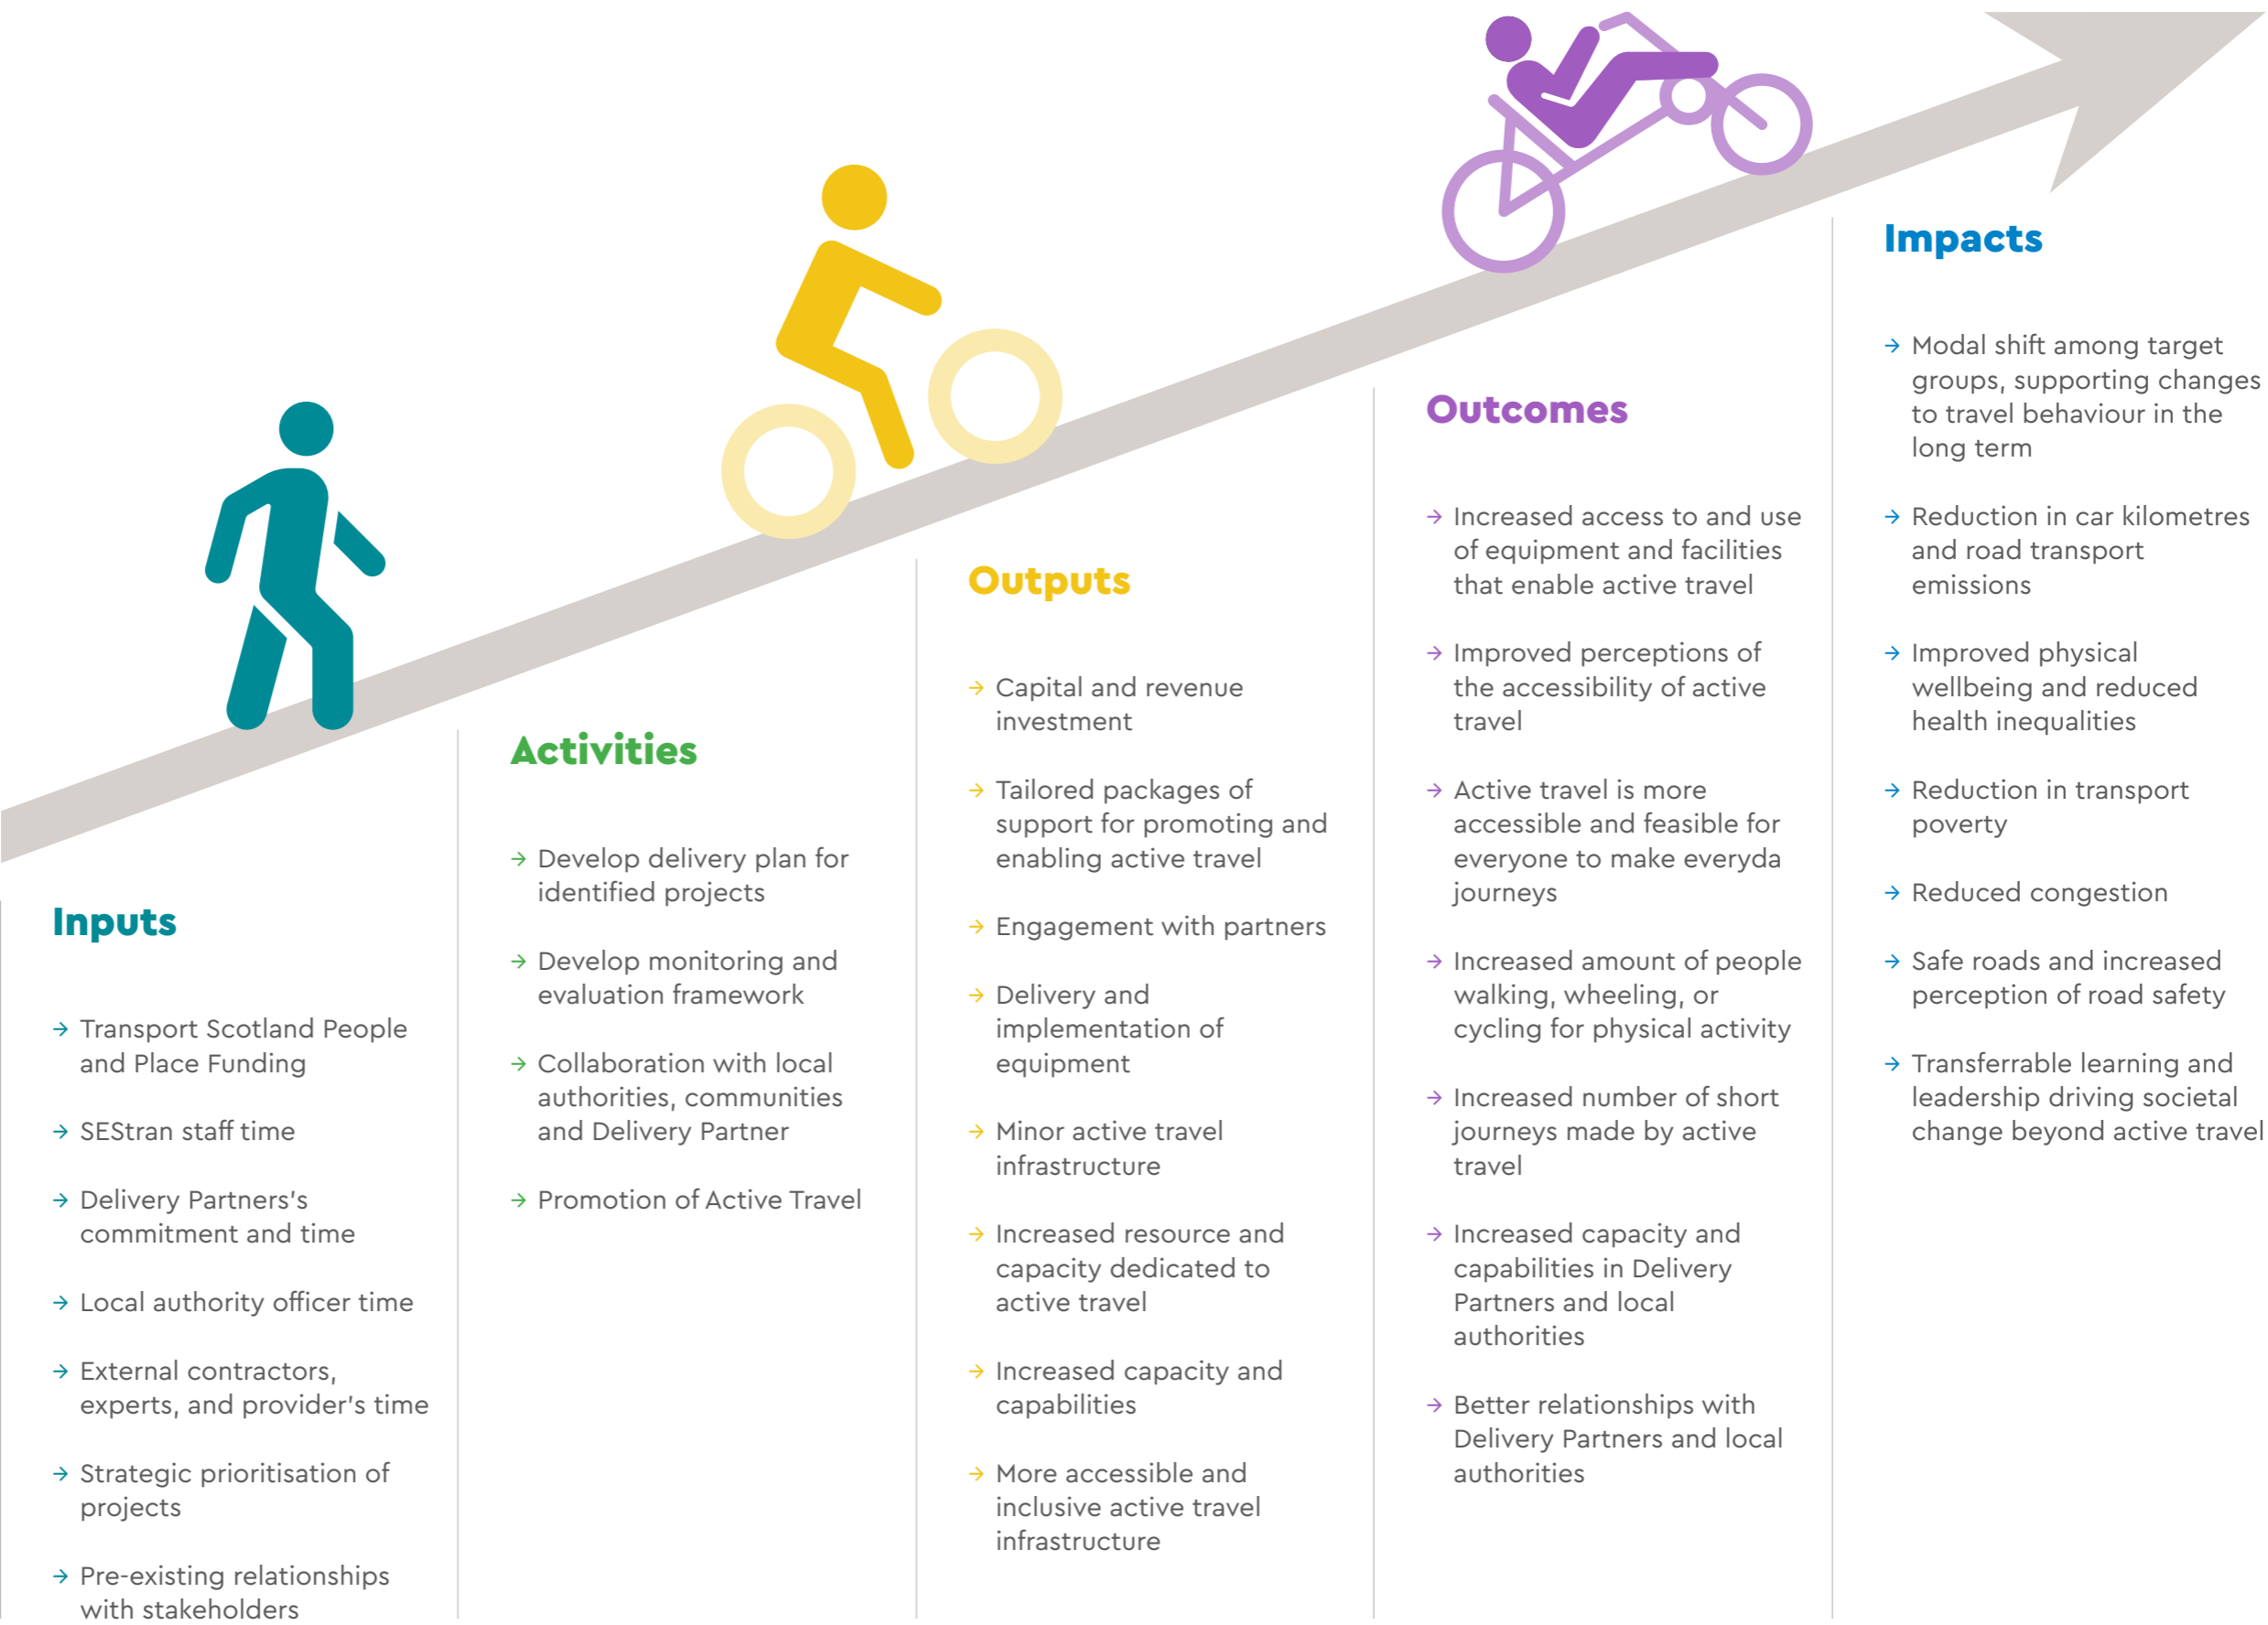 Inputs
→ Transport Scotland People
and Place Funding
→ SEStran staff time
→ Delivery Partners's
commitment and time
→ Local authority officer time
→ External contractors,
experts, and provider's time
→ Strategic prioritisation of
projects
→ Pre-existing relationships
with stakeholders
Activities
→ Develop delivery plan for
identified projects
→ Develop monitoring and
evaluation framework
→ Collaboration with local
authorities, communities
and Delivery Partner
→ Promotion of Active Travel
Outputs
→ Capital and revenue
investment
→ Tailored packages of
support for promoting and
enabling active travel
→ Engagement with partners
→ Delivery and
implementation of
equipment
→ Minor active travel
infrastructure
→ Increased resource and
capacity dedicated to
active travel
→ Increased capacity and
capabilities
→ More accessible and
inclusive active travel
infrastructure
Outcomes
→ Increased access to and use
of equipment and facilities
that enable active travel
→ Improved perceptions of
the accessibility of active
travel
→ Active travel is more
accessible and feasible for
everyone to make everyda
journeys
→ Increased amount of people
walking, wheeling, or
cycling for physical activity
→ Increased number of short
journeys made by active
travel
→ Increased capacity and
capabilities in Delivery
Partners and local
authorities
→ Better relationships with
Delivery Partners and local
authorities
Impacts
→ Modal shift among target
groups, supporting changes
to travel behaviour in the
long term
→ Reduction in car kilometres
and road transport
emissions
→ Improved physical
wellbeing and reduced
health inequalities
→ Reduction in transport
poverty
→ Reduced congestion
→ Safe roads and increased
perception of road safety
→ Transferrable learning and
leadership driving societal
change beyond active travel